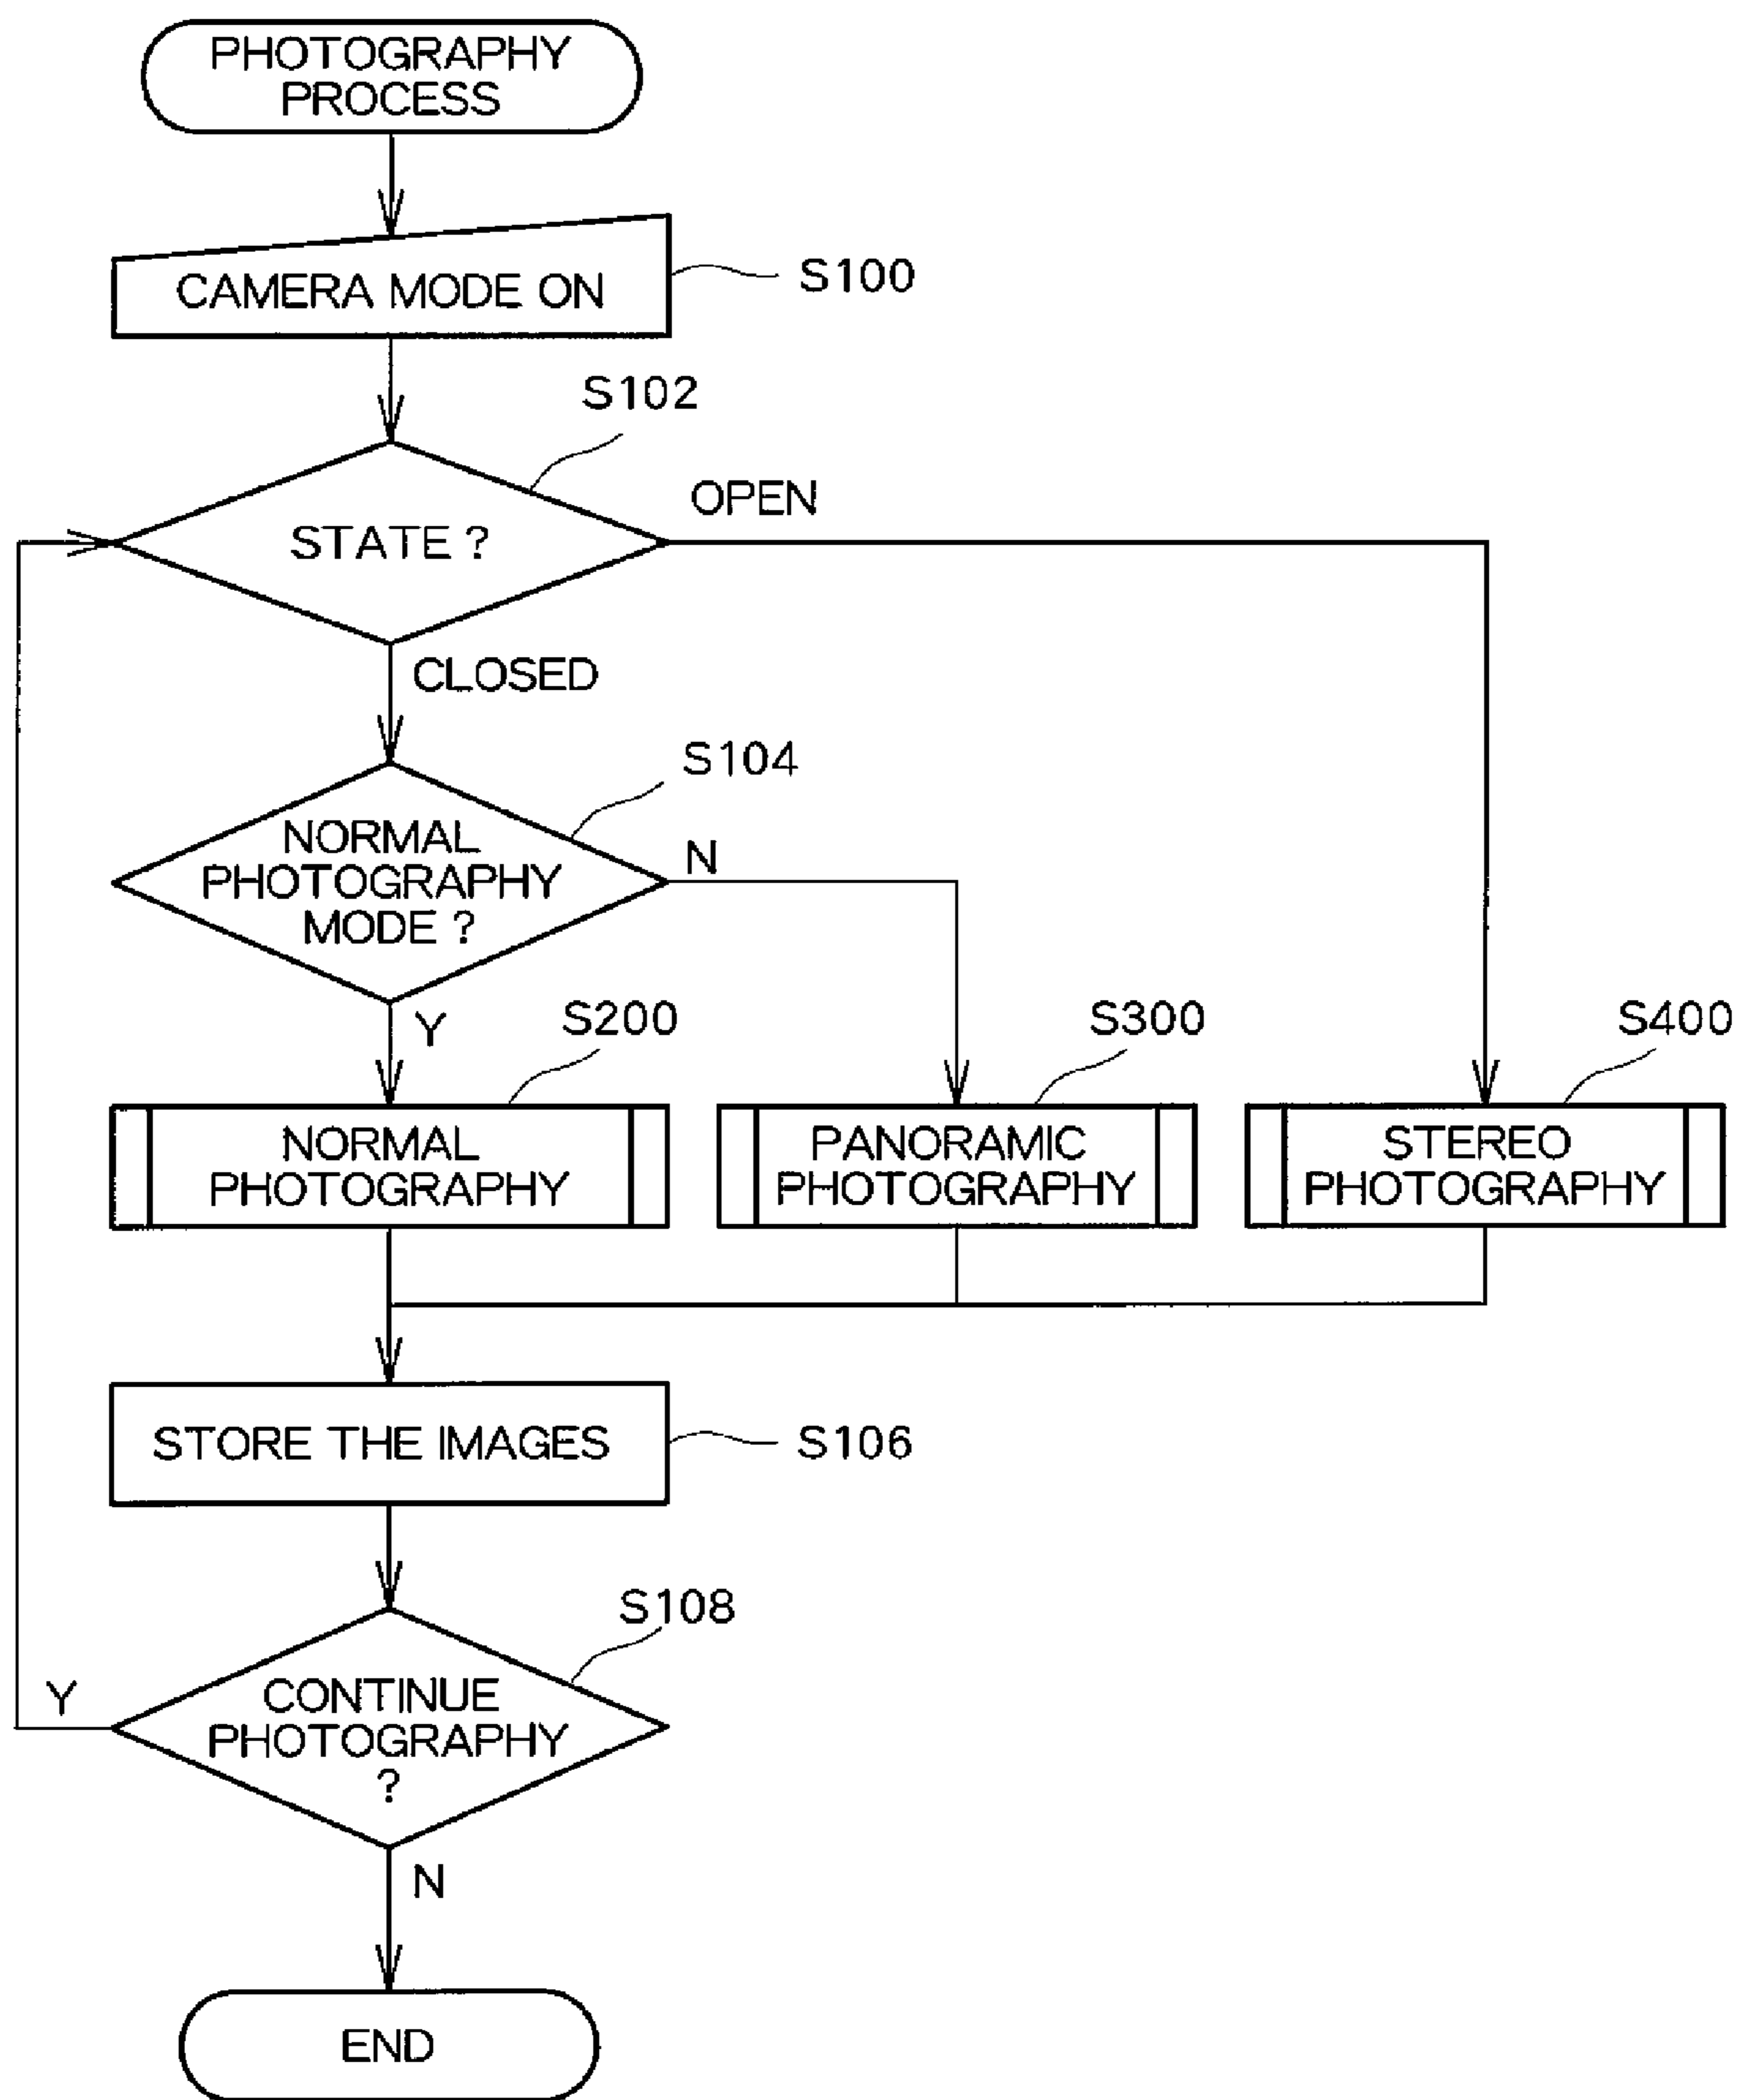 PHOTOGRAPHY
PROCESS
CAMERA MODE ON
S100
S102
STATE ?
OPEN
CLOSED
S104
NORMAL
PHOTOGRAPHY
MODE ?
N
Y
S200
S300
S400
NORMAL
PHOTOGRAPHY
PANORAMIC
PHOTOGRAPHY
STEREO
PHOTOGRAPHY
STORE THE IMAGES
S106
S108
CONTINUE
PHOTOGRAPHY
?
Y
N
END